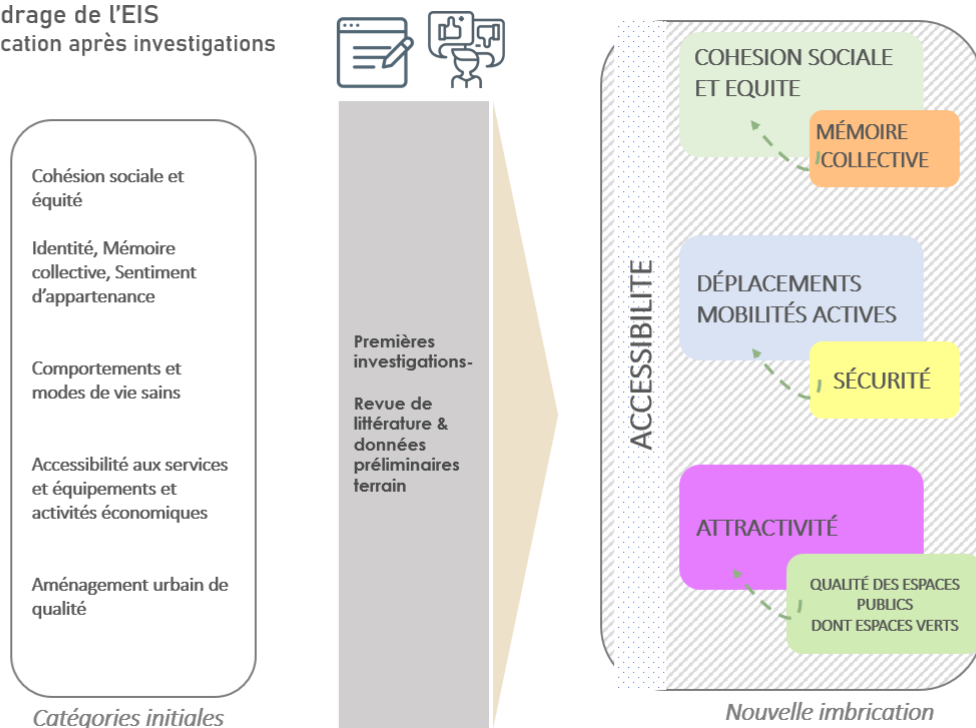 drage de l'EIS
cation après investigations
Cohésion sociale et
équité
Identité, Mémoire
collective, Sentiment
d'appartenance
Comportements et
modes de vie sains
Accessibilité aux services
et équipements et
activités économiques
Aménagement urbain de
qualité
Catégories initiales
Premières
investigations-
Revue de
littérature &
données
préliminaires
terrain
ACCESSIBILITE
COHESION SOCIALE
ET EQUITE
MÉMOIRE
COLLECTIVE
DÉPLACEMENTS
MOBILITÉS ACTIVES
SÉCURITÉ
ATTRACTIVITÉ
QUALITÉ DES ESPACES
PUBLICS
DONT ESPACES VERTS
Nouvelle imbrication